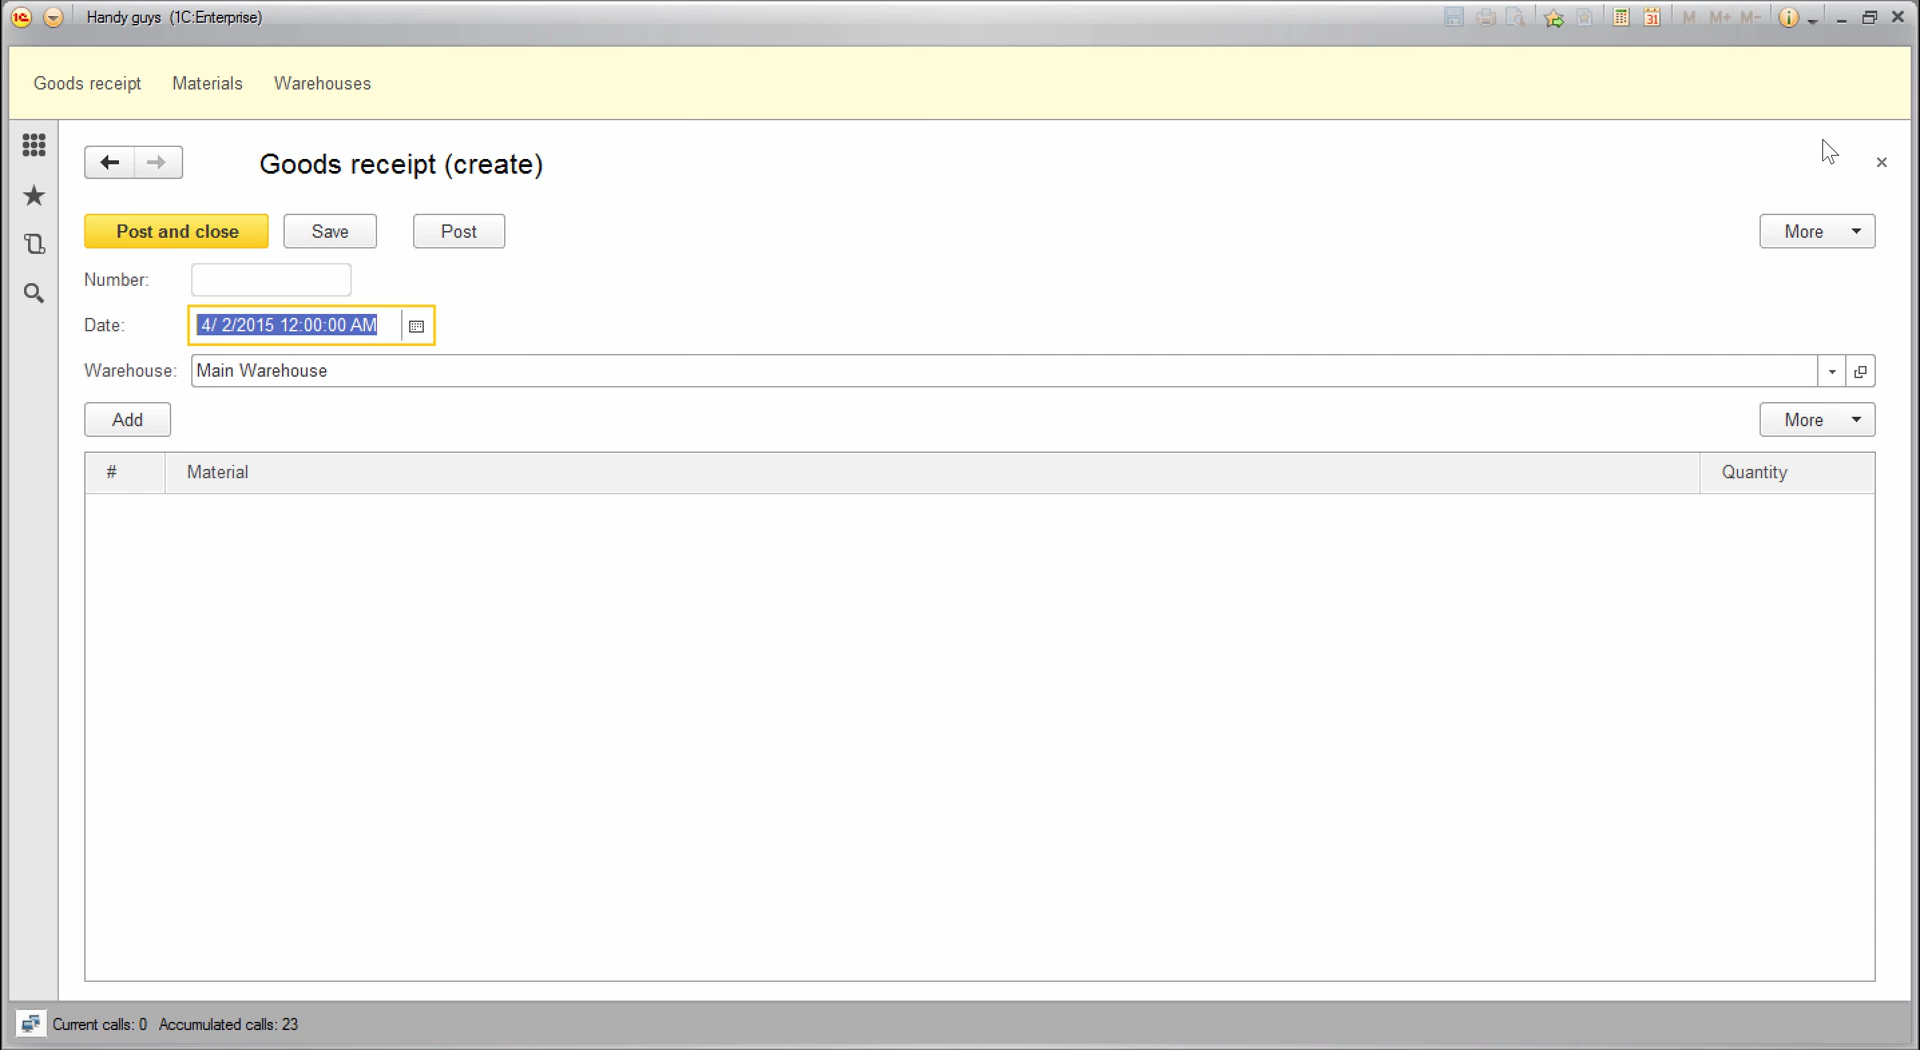 Handy guys (1C:Enterprise)
31 M M+ M-
Goods receipt Materials Warehouses
Goods receipt (create)
Post and close Save Post More
Number:
Date: 4/ 2/2015 12:00:00 AM
Warehouse: Main Warehouse
Add More
# Material Quantity
Current calls: 0 Accumulated calls: 23